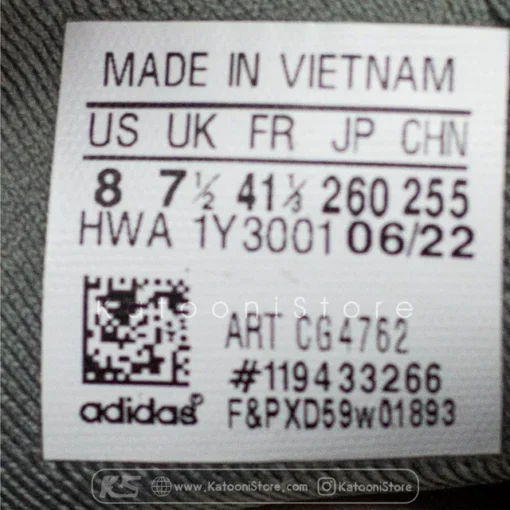 MADE IN VIETNAM
US UK FR JP CHN
8 7½ 41⅓ 260 255
HWA 1Y3001 06/22
KatooniStore
ART CG4762
#119433266
adidas F&PXD59w01893
KS www.KatooniStore.com KatooniStore